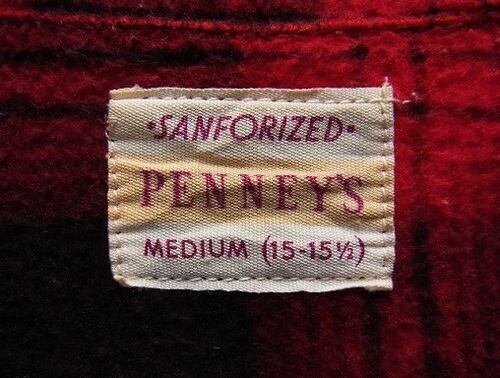 •SANFORIZED•
PENNEY'S
MEDIUM (15-15½)